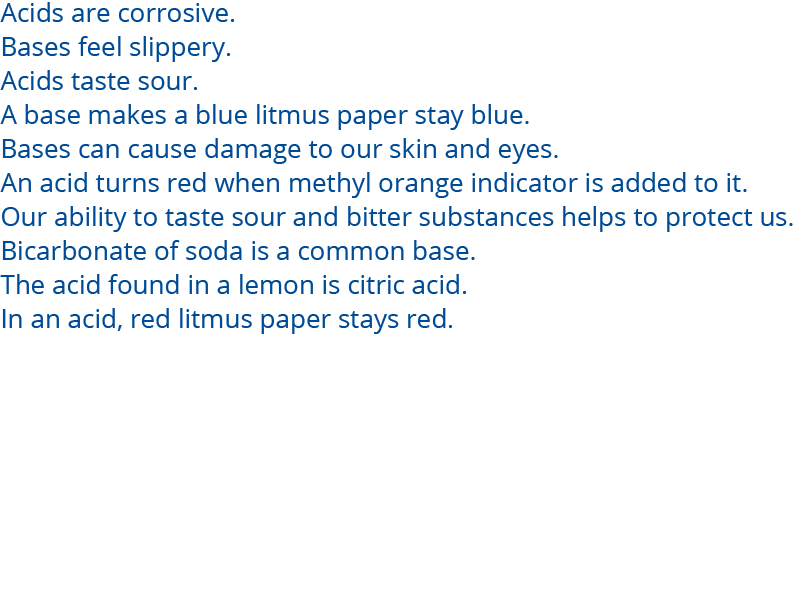 Acids are corrosive.
Bases feel slippery.
Acids taste sour.
A base makes a blue litmus paper stay blue.
Bases can cause damage to our skin and eyes.
An acid turns red when methyl orange indicator is added to it.
Our ability to taste sour and bitter substances helps to protect us.
Bicarbonate of soda is a common base.
The acid found in a lemon is citric acid.
In an acid, red litmus paper stays red.